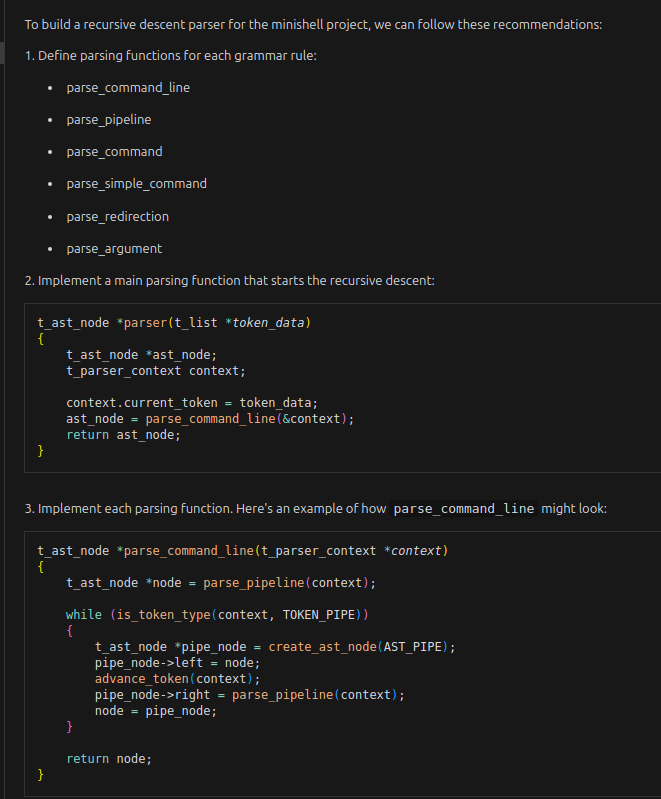 To build a recursive descent parser for the minishell project, we can follow these recommendations:
1. Define parsing functions for each grammar rule:
• parse_command_line
• parse_pipeline
• parse_command
• parse_simple_command
• parse_redirection
• parse_argument
2. Implement a main parsing function that starts the recursive descent:
t_ast_node *parser(t_list *token_data)
{
    t_ast_node *ast_node;
    t_parser_context context;

    context.current_token = token_data;
    ast_node = parse_command_line(&context);
    return ast_node;
}
3. Implement each parsing function. Here's an example of how parse_command_line might look:
t_ast_node *parse_command_line(t_parser_context *context)
{
    t_ast_node *node = parse_pipeline(context);

    while (is_token_type(context, TOKEN_PIPE))
    {
        t_ast_node *pipe_node = create_ast_node(AST_PIPE);
        pipe_node->left = node;
        advance_token(context);
        pipe_node->right = parse_pipeline(context);
        node = pipe_node;
    }

    return node;
}